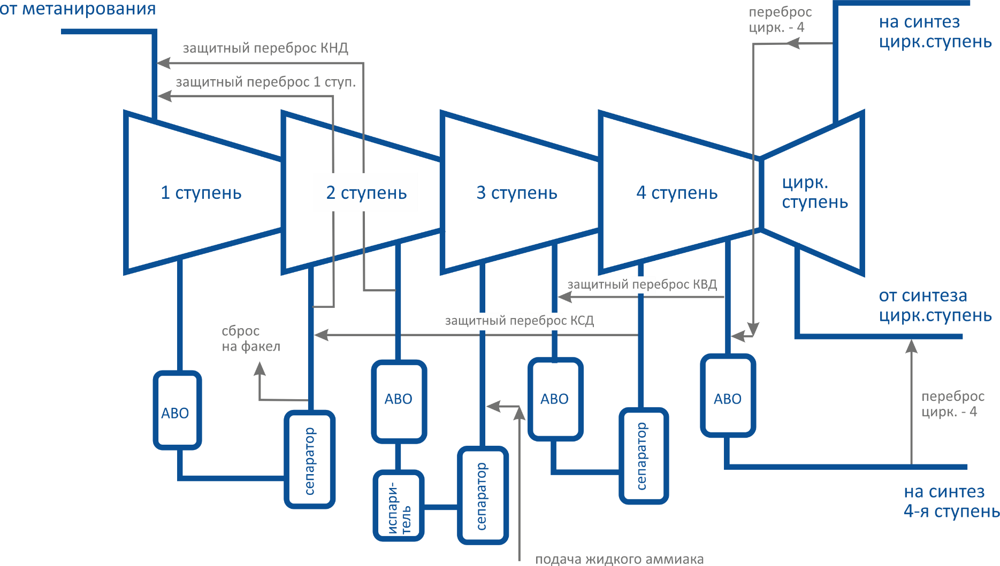 от метанирования
переброс
цирк. - 4
на синтез
цирк.ступень
защитный переброс КНД
защитный переброс 1 ступ.
1 ступень
2 ступень
3 ступень
4 ступень
цирк.
ступень
защитный переброс КВД
от синтеза
цирк.ступень
защитный переброс КСД
сброс
на факел
АВО
сепаратор
АВО
испари-
тель
сепаратор
АВО
сепаратор
АВО
переброс
цирк. - 4
на синтез
4-я ступень
подача жидкого аммиака